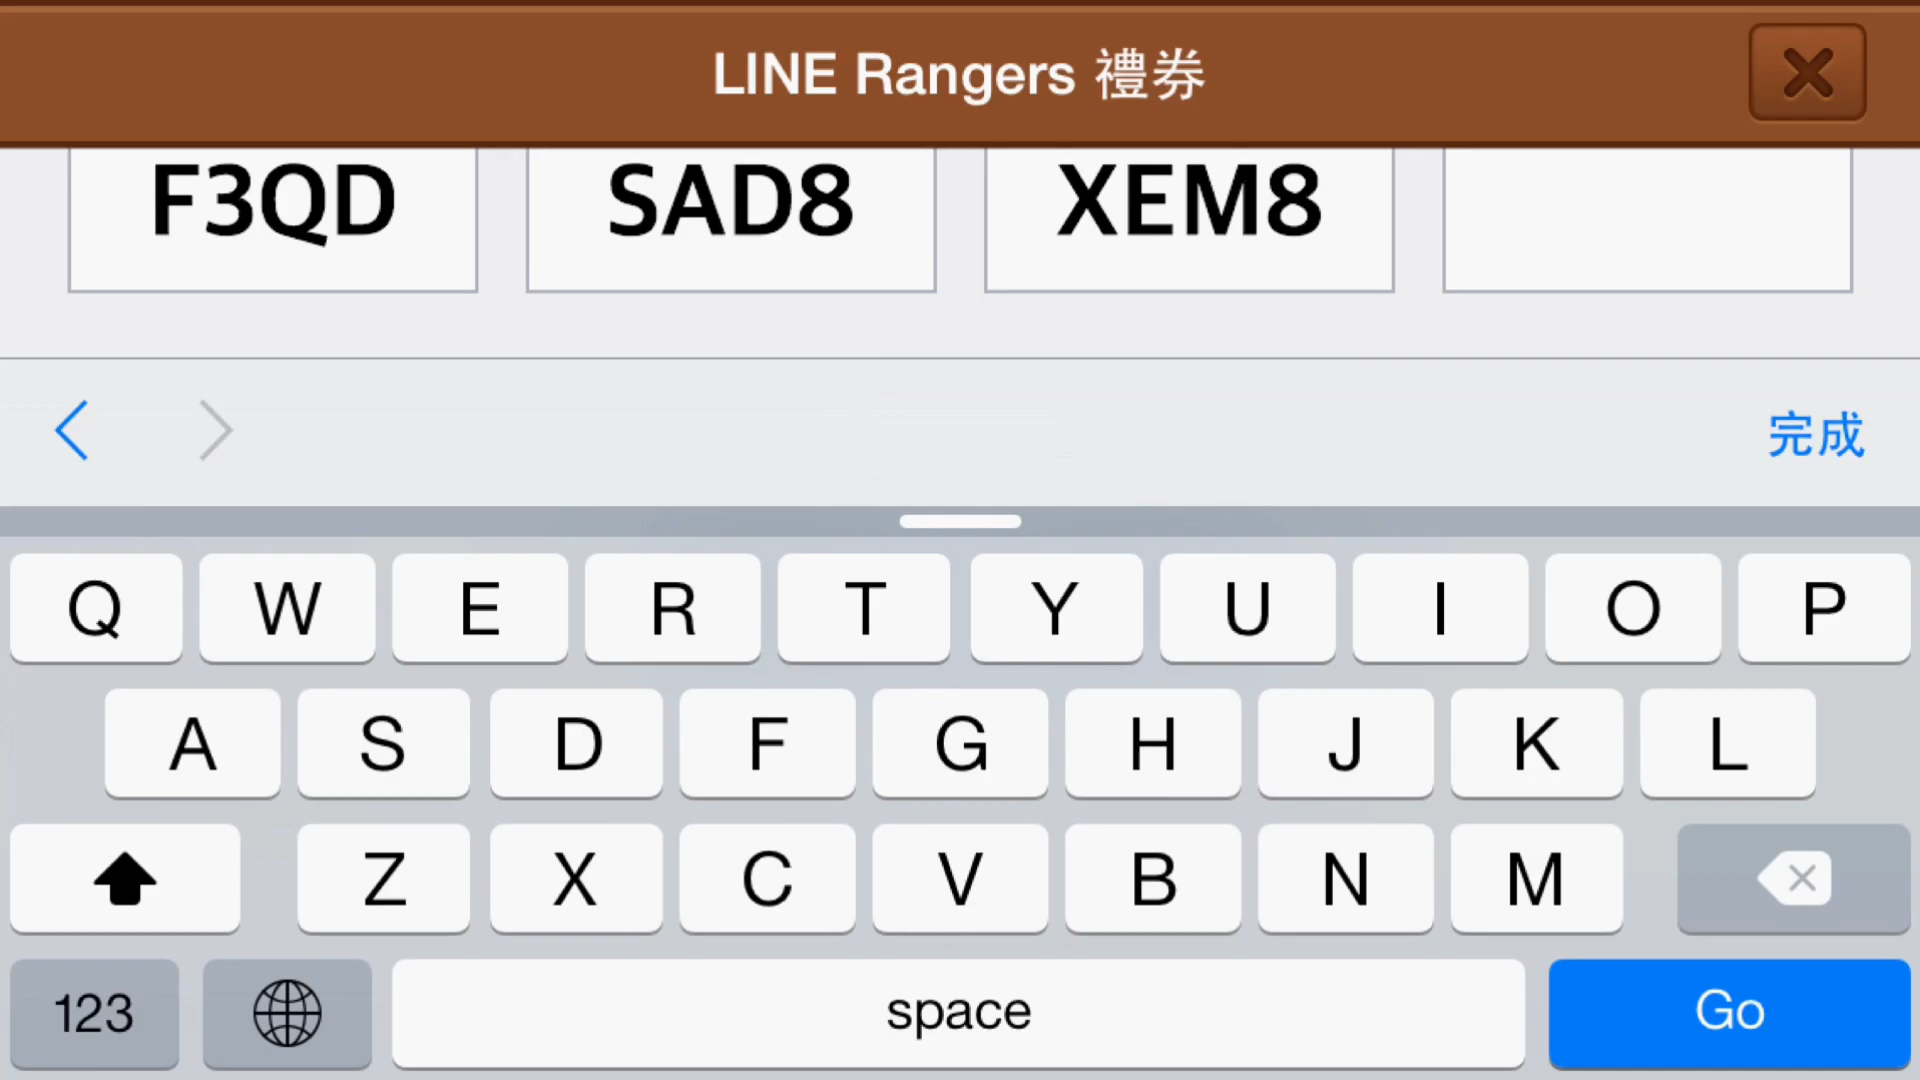 LINE Rangers 禮券
F3QD SAD8 XEM8
完成
Q W E R T Y U I O P
A S D F G H J K L
Z X C V B N M
123 space Go